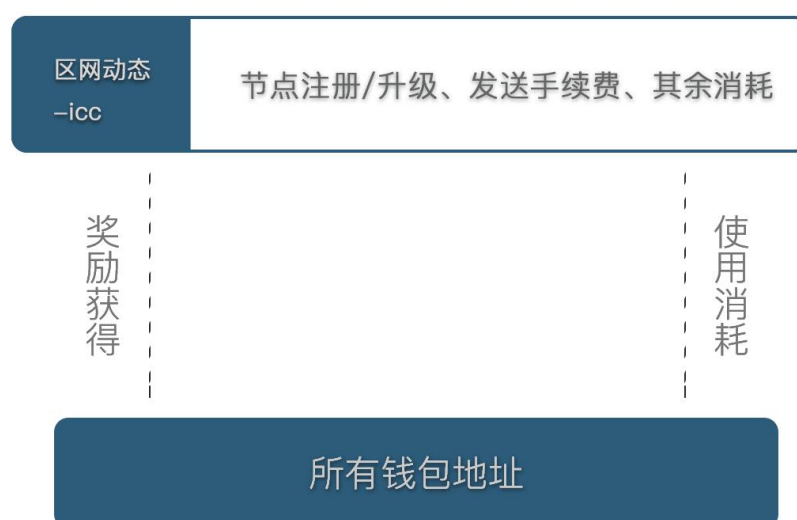 区网动态
-icc
节点注册/升级、发送手续费、其余消耗
奖励获得
使用消耗
所有钱包地址